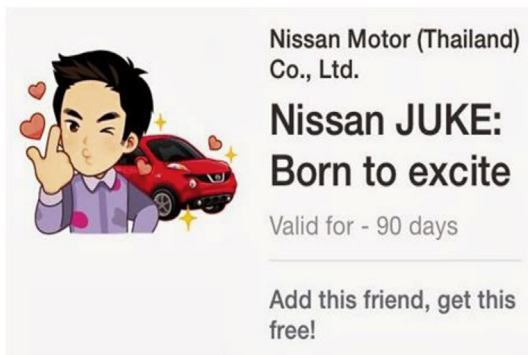 Nissan Motor (Thailand)
Co., Ltd.
Nissan JUKE:
Born to excite
Valid for - 90 days
Add this friend, get this
free!